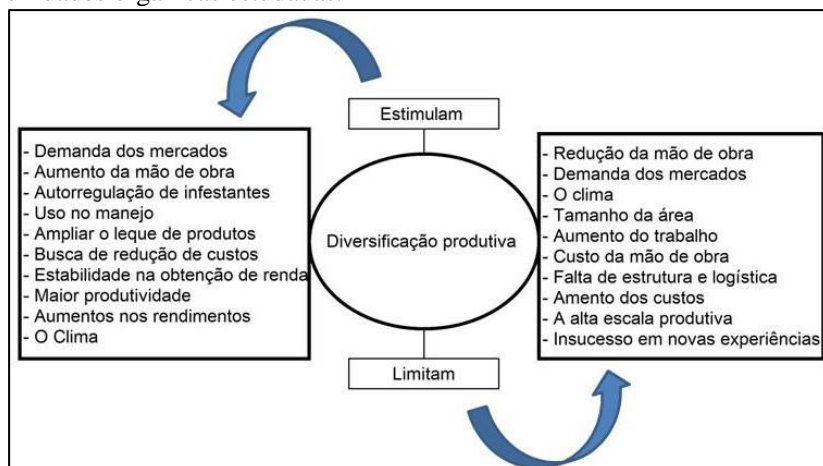 Estimulam
- Demanda dos mercados
- Aumento da mão de obra
- Autorregulação de infestantes
- Uso no manejo
- Ampliar o leque de produtos
- Busca de redução de custos
- Estabilidade na obtenção de renda
- Maior produtividade
- Aumentos nos rendimentos
- O Clima
Diversificação produtiva
- Redução da mão de obra
- Demanda dos mercados
- O clima
- Tamanho da área
- Aumento do trabalho
- Custo da mão de obra
- Falta de estrutura e logística
- Amento dos custos
- A alta escala produtiva
- Insucesso em novas experiências
Limitam